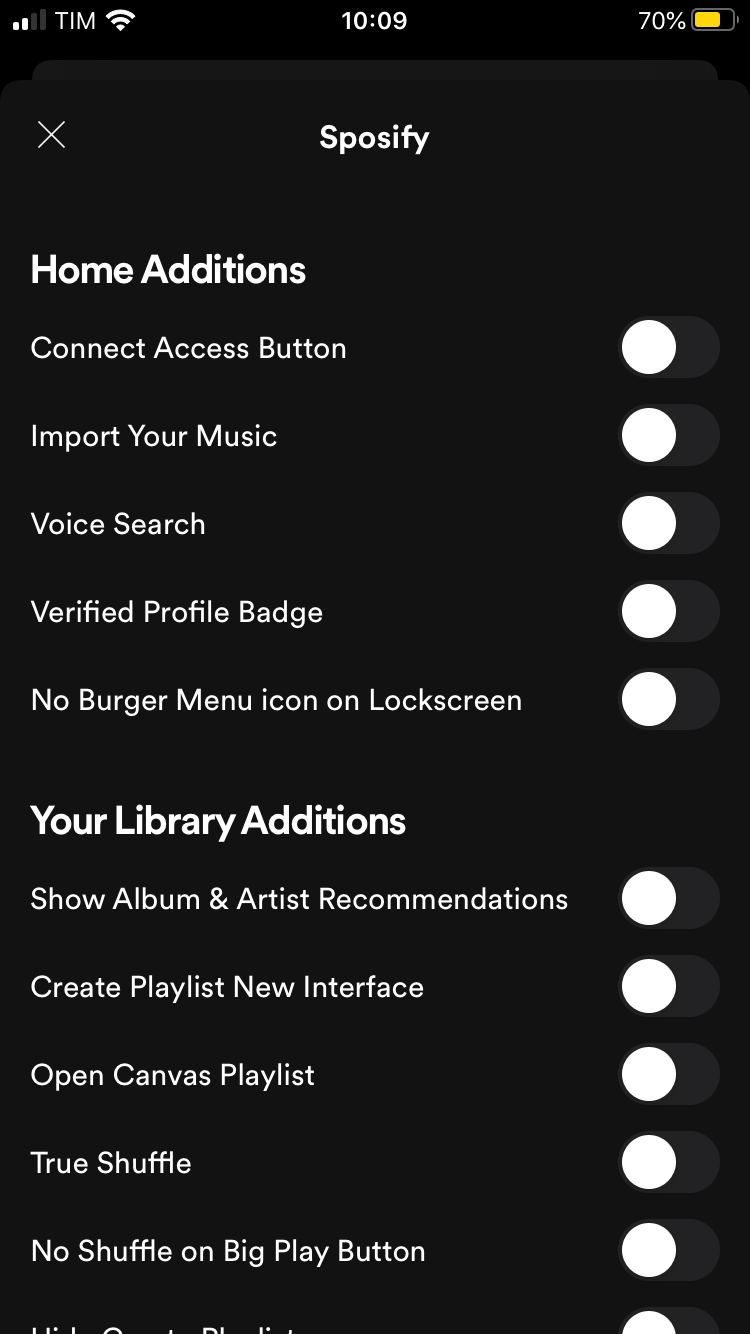 TIM 10:09 70%
Sposify
Home Additions
Connect Access Button
Import Your Music
Voice Search
Verified Profile Badge
No Burger Menu icon on Lockscreen
Your Library Additions
Show Album & Artist Recommendations
Create Playlist New Interface
Open Canvas Playlist
True Shuffle
No Shuffle on Big Play Button